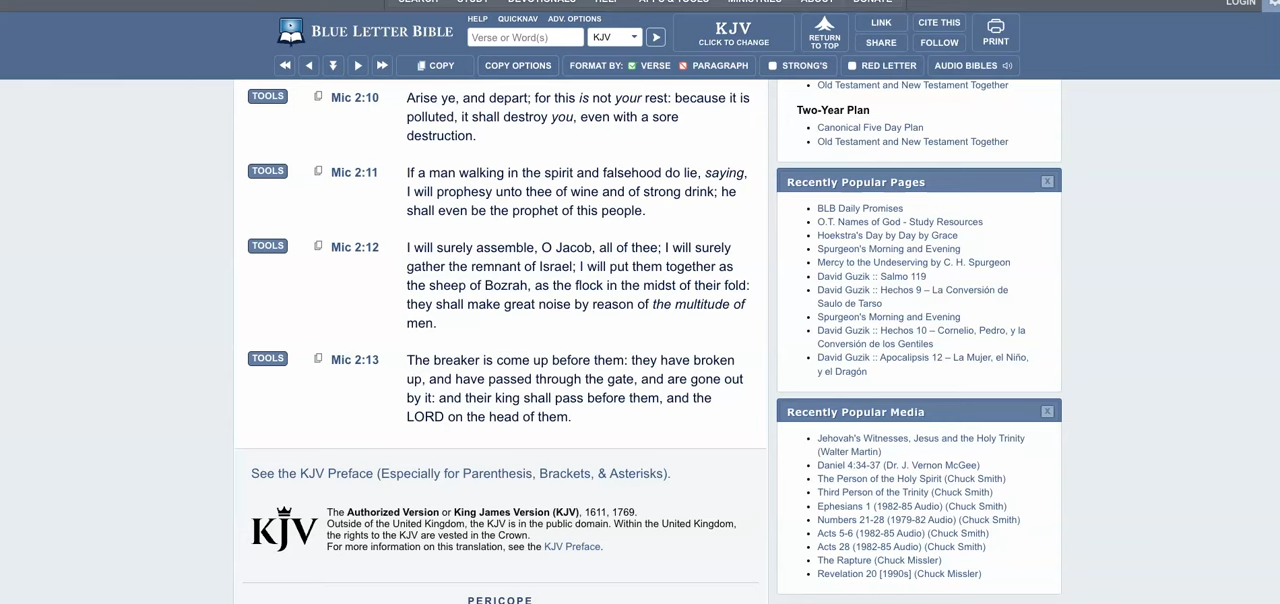 SEARCH STUDY DEVOTIONALS HELP APPS & TOOLS MINISTRIES ABOUT DONATE
LOGIN
BLUE LETTER BIBLE
HELP QUICKNAV ADV. OPTIONS
Verse or Word(s)
KJV
KJV
CLICK TO CHANGE
RETURN
TO TOP
LINK
CITE THIS
SHARE
FOLLOW
PRINT
COPY
COPY OPTIONS
FORMAT BY: VERSE PARAGRAPH
STRONG'S
RED LETTER
AUDIO BIBLES
TOOLS
Mic 2:10
Arise ye, and depart; for this is not your rest: because it is
polluted, it shall destroy you, even with a sore
destruction.
TOOLS
Mic 2:11
If a man walking in the spirit and falsehood do lie, saying,
I will prophesy unto thee of wine and of strong drink; he
shall even be the prophet of this people.
TOOLS
Mic 2:12
I will surely assemble, O Jacob, all of thee; I will surely
gather the remnant of Israel; I will put them together as
the sheep of Bozrah, as the flock in the midst of their fold:
they shall make great noise by reason of the multitude of
men.
TOOLS
Mic 2:13
The breaker is come up before them: they have broken
up, and have passed through the gate, and are gone out
by it: and their king shall pass before them, and the
LORD on the head of them.
See the KJV Preface (Especially for Parenthesis, Brackets, & Asterisks).
KJV
The Authorized Version or King James Version (KJV), 1611, 1769.
Outside of the United Kingdom, the KJV is in the public domain. Within the United Kingdom,
the rights to the KJV are vested in the Crown.
For more information on this translation, see the KJV Preface.
PERICOPE
Old Testament and New Testament Together
Two-Year Plan
Canonical Five Day Plan
Old Testament and New Testament Together
Recently Popular Pages
X
BLB Daily Promises
O.T. Names of God - Study Resources
Hoekstra's Day by Day by Grace
Spurgeon's Morning and Evening
Mercy to the Undeserving by C. H. Spurgeon
David Guzik :: Salmo 119
David Guzik :: Hechos 9 – La Conversión de
Saulo de Tarso
Spurgeon's Morning and Evening
David Guzik :: Hechos 10 – Cornelio, Pedro, y la
Conversión de los Gentiles
David Guzik :: Apocalipsis 12 – La Mujer, el Niño,
y el Dragón
Recently Popular Media
X
Jehovah's Witnesses, Jesus and the Holy Trinity
(Walter Martin)
Daniel 4:34-37 (Dr. J. Vernon McGee)
The Person of the Holy Spirit (Chuck Smith)
Third Person of the Trinity (Chuck Smith)
Ephesians 1 (1982-85 Audio) (Chuck Smith)
Numbers 21-28 (1979-82 Audio) (Chuck Smith)
Acts 5-6 (1982-85 Audio) (Chuck Smith)
Acts 28 (1982-85 Audio) (Chuck Smith)
The Rapture (Chuck Missler)
Revelation 20 [1990s] (Chuck Missler)